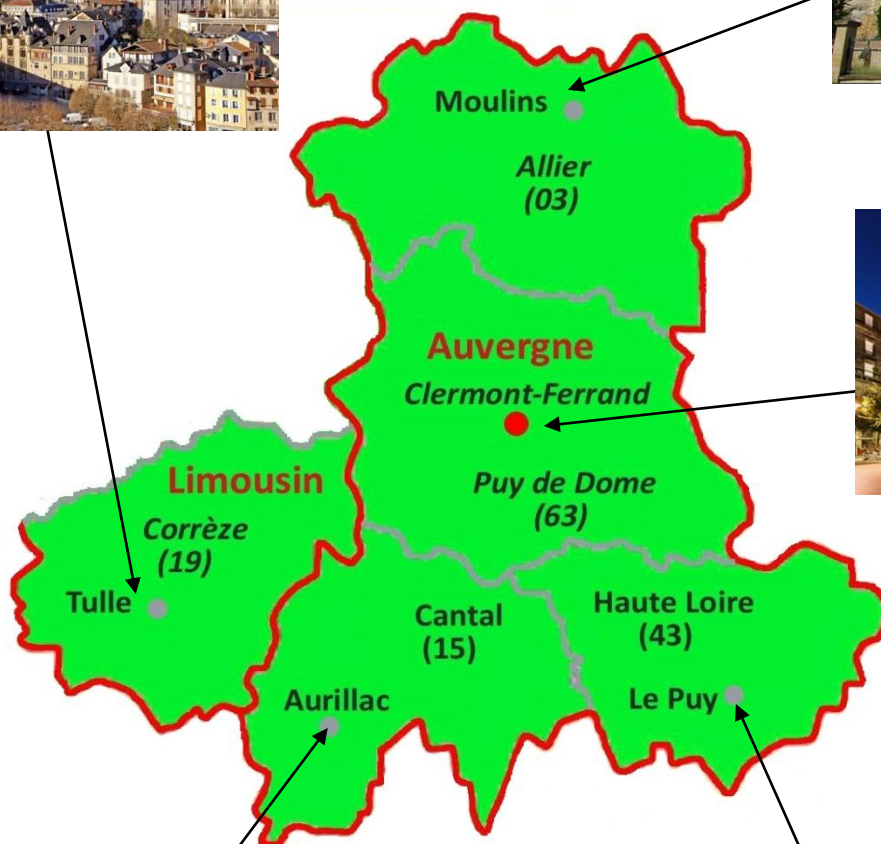 Moulins
Allier
(03)
Auvergne
Clermont-Ferrand
Puy de Dome
(63)
Limousin
Corrèze
(19)
Tulle
Cantal
(15)
Haute Loire
(43)
Aurillac
Le Puy